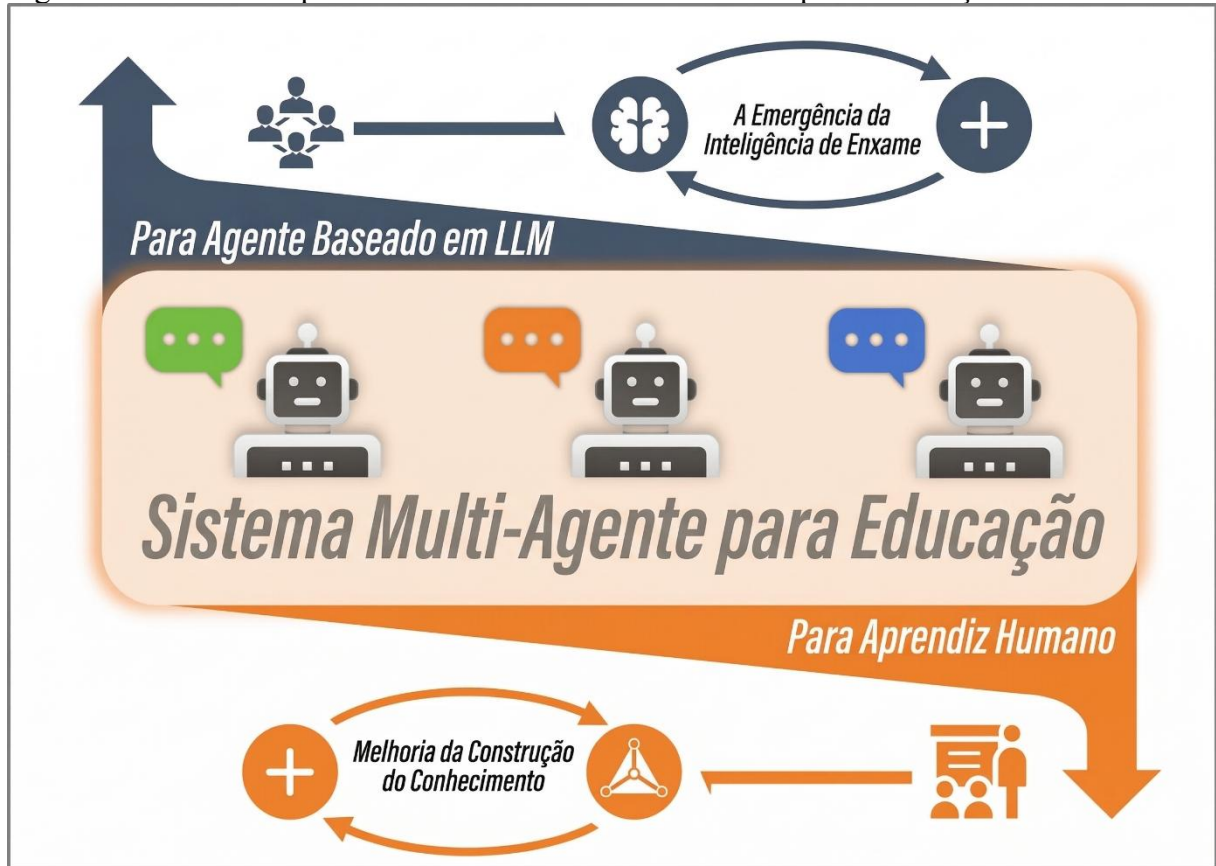 A Emergência da
Inteligência de Enxame
Para Agente Baseado em LLM
Sistema Multi-Agente para Educação
Para Aprendiz Humano
Melhoria da Construção
do Conhecimento